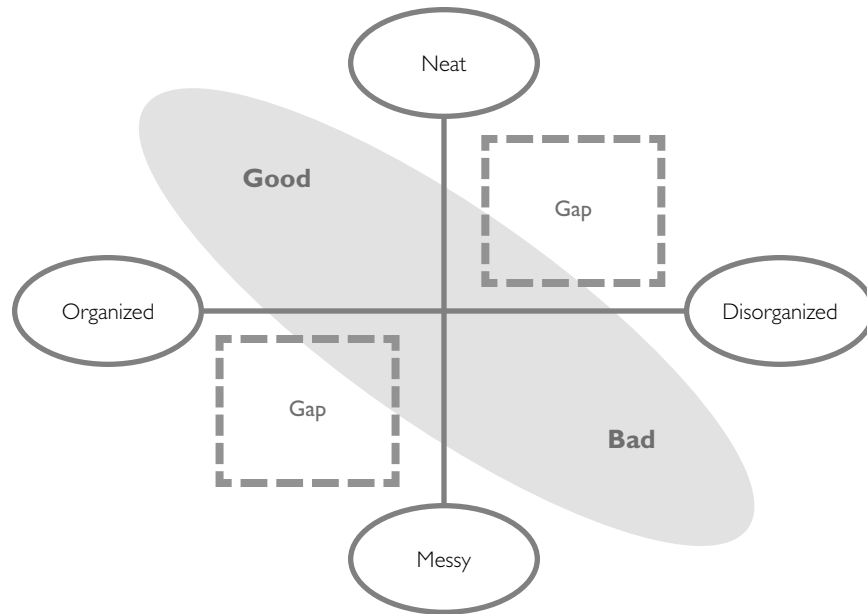 Neat
Good
Gap
Organized
Disorganized
Gap
Bad
Messy